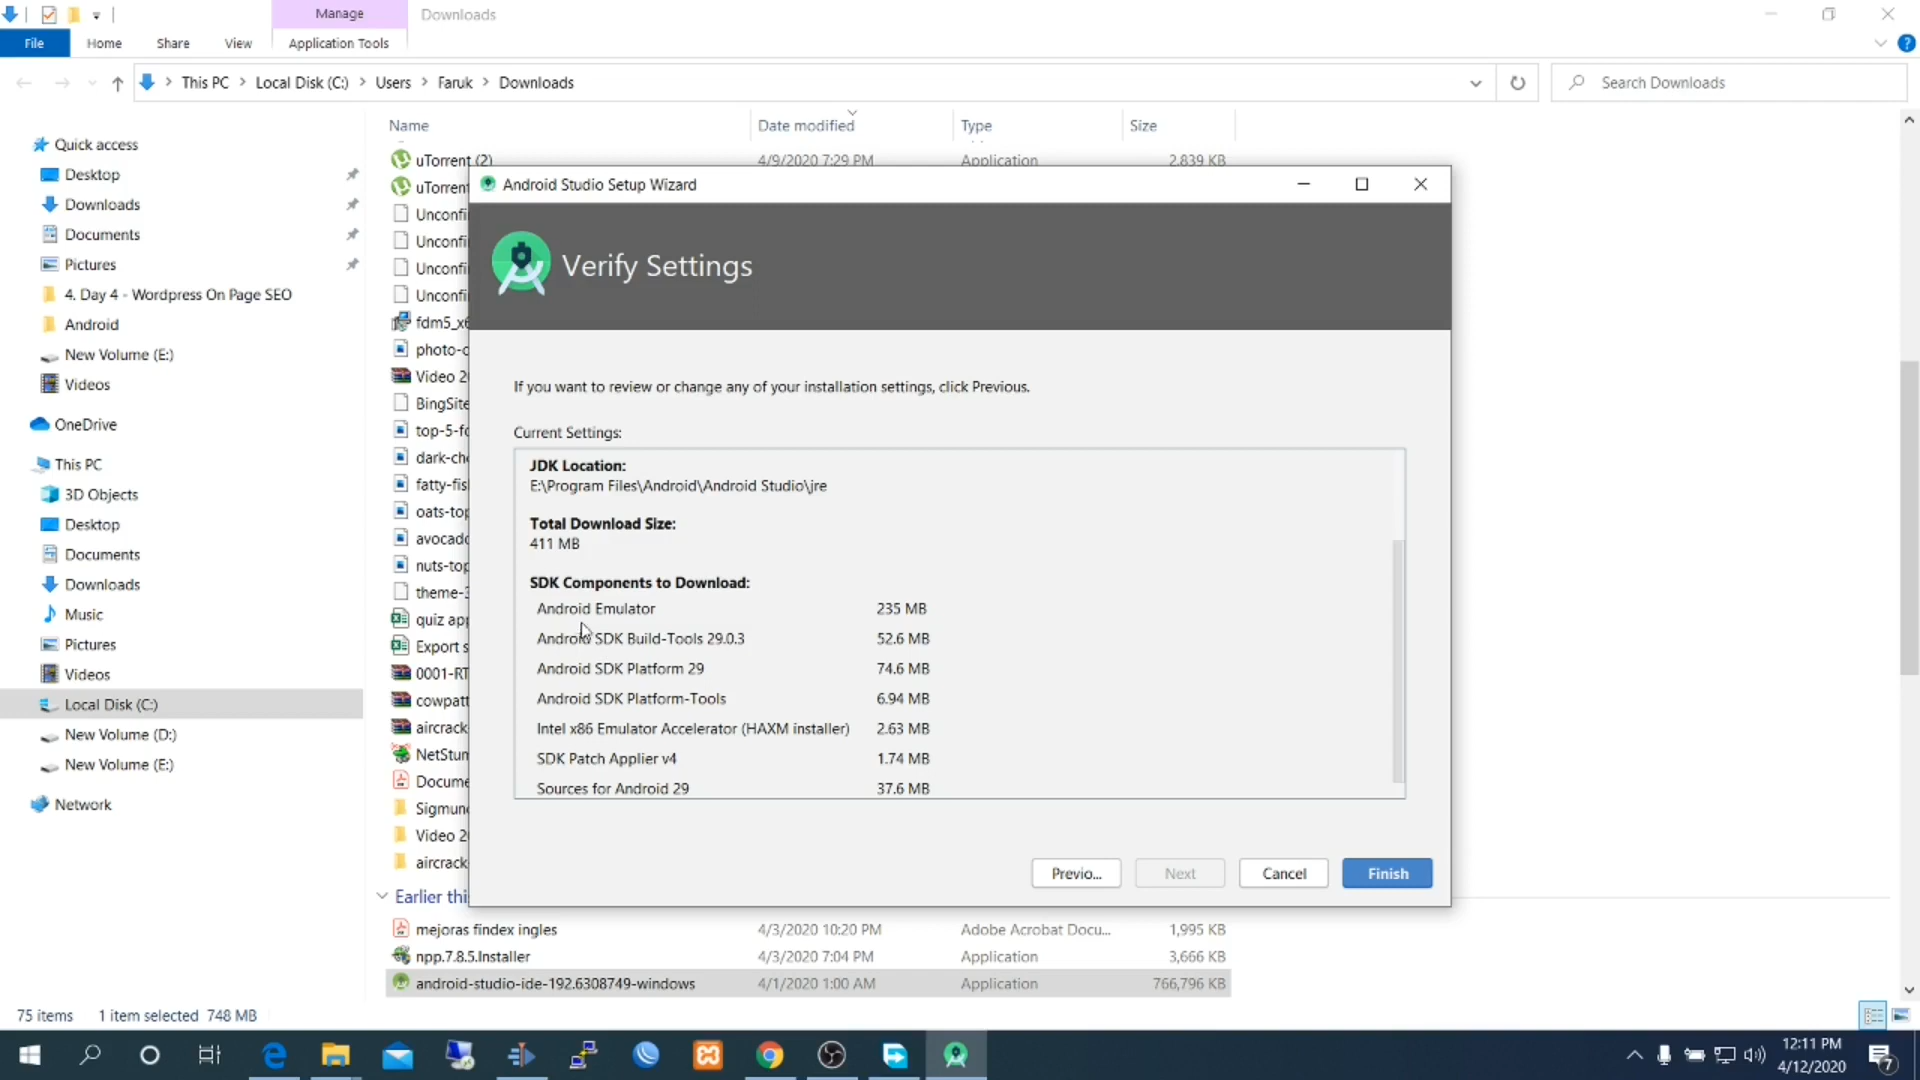 Manage
Downloads
File
Home
Share
View
Application Tools
This PC
Local Disk (C:)
Users
Faruk
Downloads
Search Downloads
Name
Date modified
Type
Size
Quick access
Desktop
Downloads
Documents
Pictures
4. Day 4 - Wordpress On Page SEO
Android
New Volume (E:)
Videos
OneDrive
This PC
3D Objects
Desktop
Documents
Downloads
Music
Pictures
Videos
Local Disk (C:)
New Volume (D:)
New Volume (E:)
Network
uTorrent (2) 4/9/2020 7:29 PM Application 2,839 KB
uTorrent
Unconfi
Unconfi
Unconfi
Unconfi
fdm5_x6
photo-c
Video 2
BingSite
top-5-fo
dark-cho
fatty-fis
oats-top
avocado
nuts-top
theme-3
quiz app
Export s
0001-RT
cowpatt
aircrack
NetStum
Docume
Sigmund
Video 2
aircrack
Earlier thi
mejoras findex ingles 4/3/2020 10:20 PM Adobe Acrobat Docu... 1,995 KB
npp.7.8.5.Installer 4/3/2020 7:04 PM Application 3,666 KB
android-studio-ide-192.6308749-windows 4/1/2020 1:00 AM Application 766,796 KB
Android Studio Setup Wizard
Verify Settings
If you want to review or change any of your installation settings, click Previous.
Current Settings:
JDK Location:
E:\Program Files\Android\Android Studio\jre
Total Download Size:
411 MB
SDK Components to Download:
Android Emulator 235 MB
Android SDK Build-Tools 29.0.3 52.6 MB
Android SDK Platform 29 74.6 MB
Android SDK Platform-Tools 6.94 MB
Intel x86 Emulator Accelerator (HAXM installer) 2.63 MB
SDK Patch Applier v4 1.74 MB
Sources for Android 29 37.6 MB
Previo...
Next
Cancel
Finish
75 items 1 item selected 748 MB
12:11 PM
4/12/2020
7